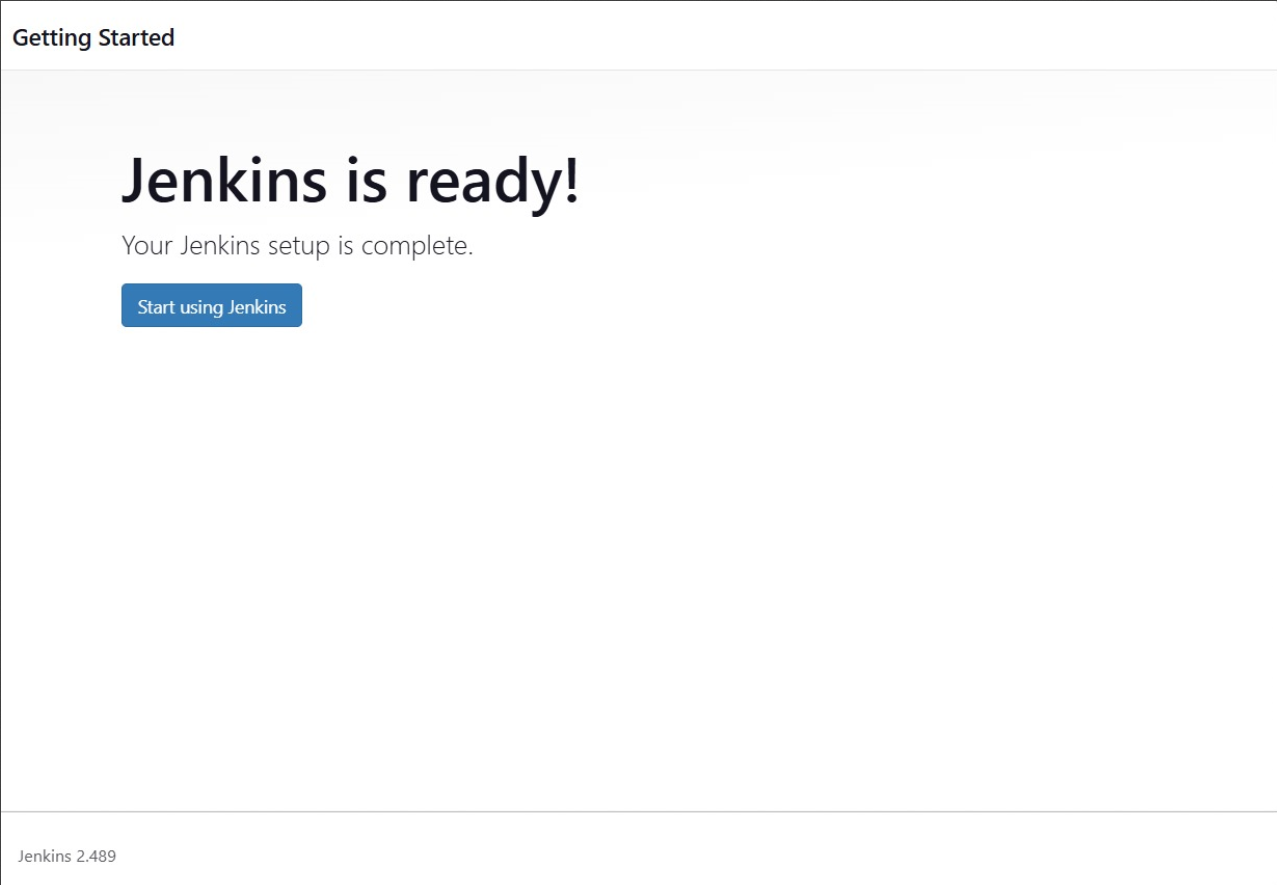 Getting Started
Jenkins is ready!
Your Jenkins setup is complete.
Start using Jenkins
Jenkins 2.489